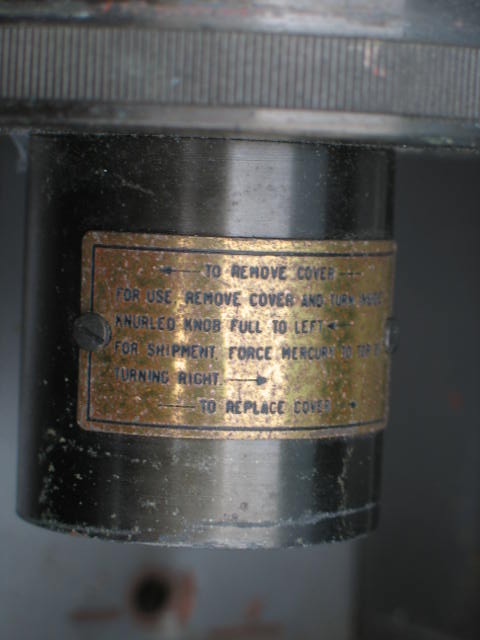 ← TO REMOVE COVER
FOR USE, REMOVE COVER AND TURN INSIDE
KNURLED KNOB FULL TO LEFT ←
FOR SHIPMENT, FORCE MERCURY TO TOP
TURNING RIGHT. →
TO REPLACE COVER →